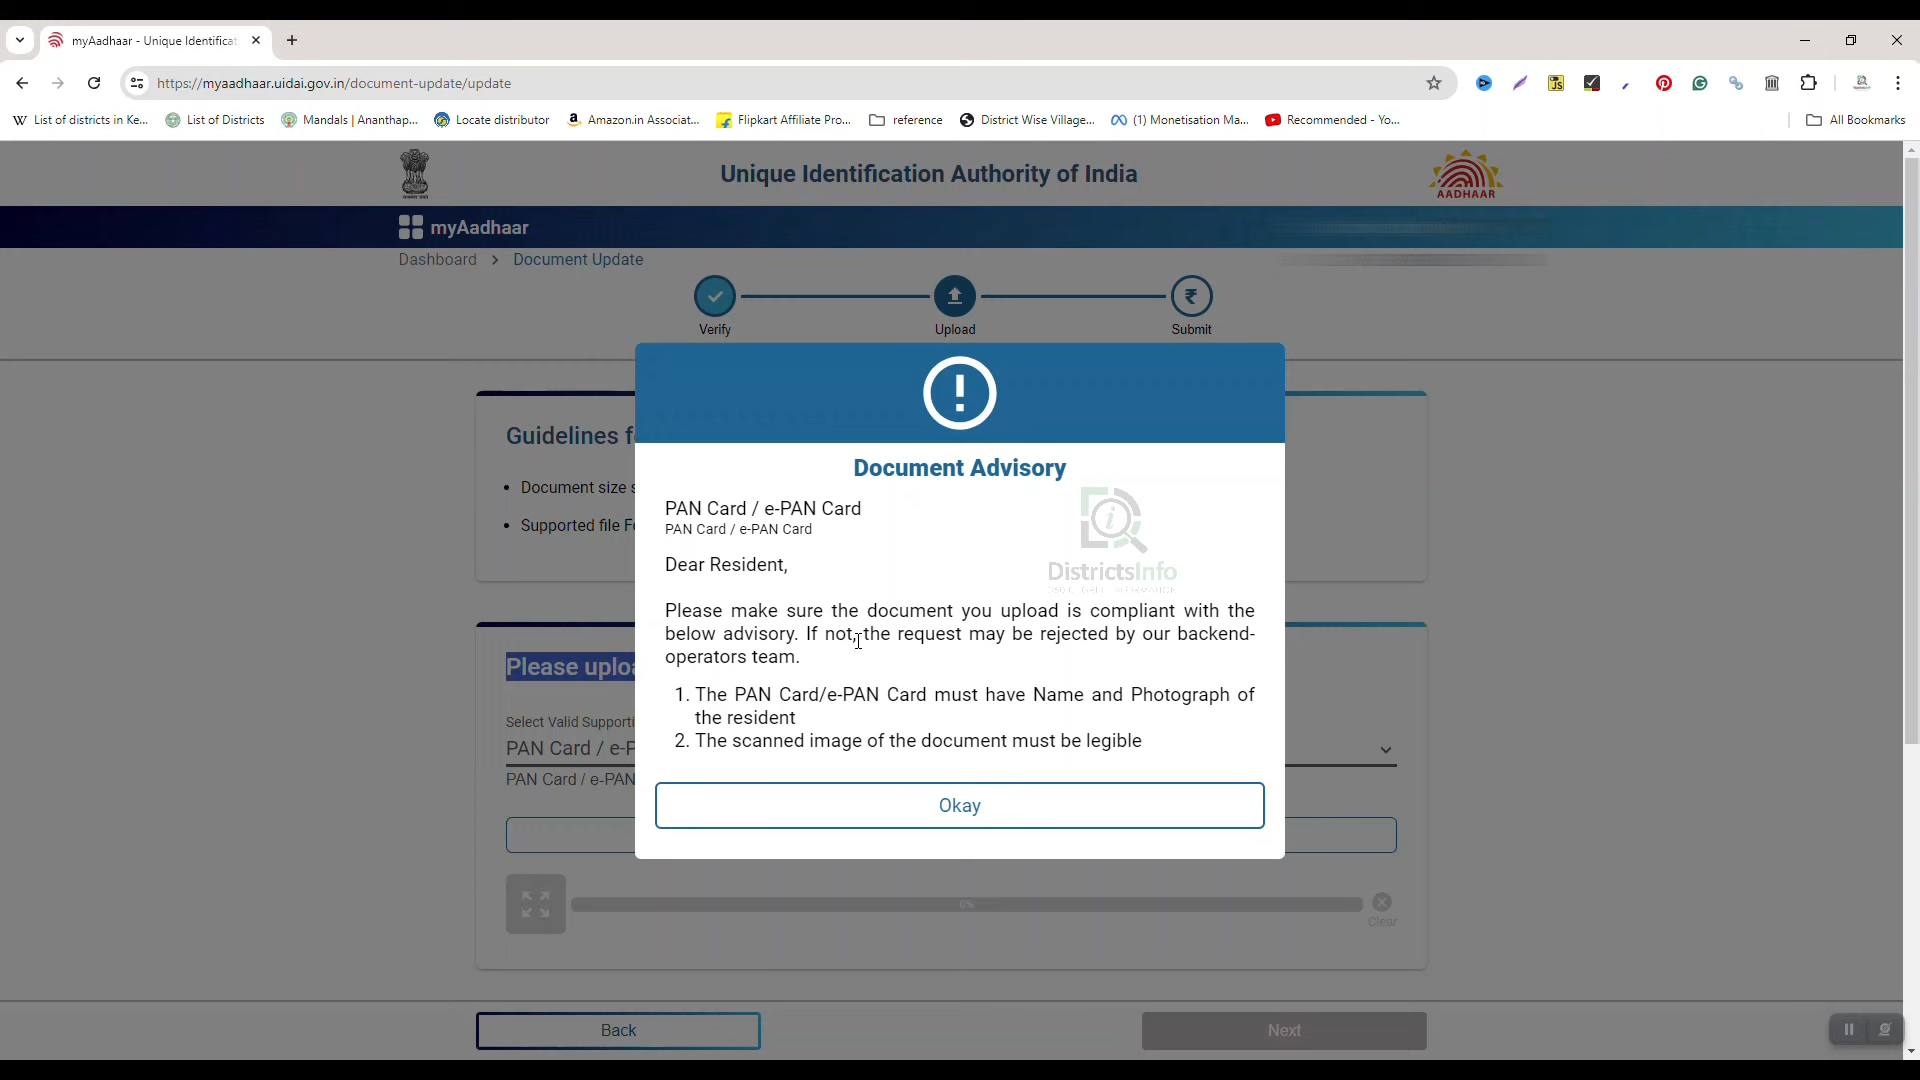 myAadhaar - Unique Identificat
https://myaadhaar.uidai.gov.in/document-update/update
List of districts in Ke...
List of Districts
Mandals | Ananthap...
Locate distributor
Amazon.in Associat...
Flipkart Affiliate Pro...
reference
District Wise Village...
(1) Monetisation Ma...
Recommended - Yo...
All Bookmarks
Unique Identification Authority of India
AADHAAR
myAadhaar
Dashboard > Document Update
Verify
Upload
Submit
Guidelines f
Document size s
Supported file Fo
Document Advisory
PAN Card / e-PAN Card
PAN Card / e-PAN Card
DistrictsInfo
Dear Resident,
Please make sure the document you upload is compliant with the
below advisory. If not, the request may be rejected by our backend-
operators team.
1. The PAN Card/e-PAN Card must have Name and Photograph of
the resident
2. The scanned image of the document must be legible
Okay
Please uploa
Select Valid Supporti
PAN Card / e-P
PAN Card / e-PAN
0%
Clear
Back
Next